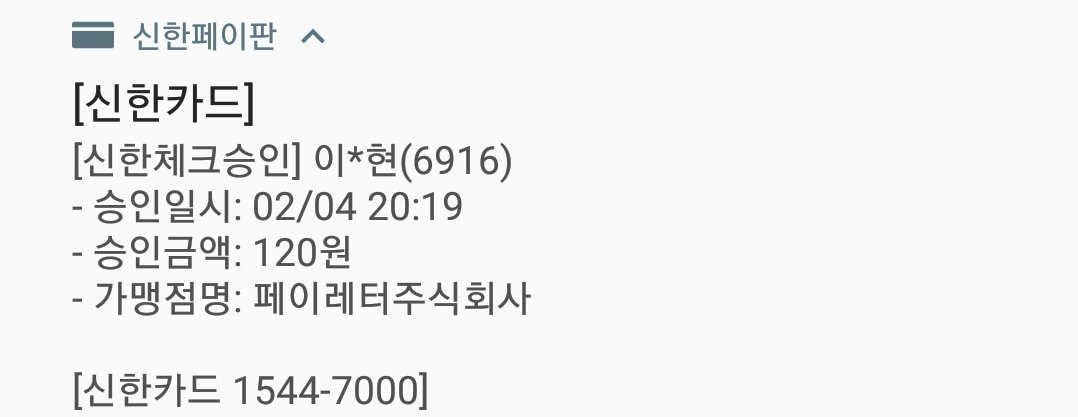 신한페이판
[신한카드]
[신한체크승인] 이*현(6916)
- 승인일시: 02/04 20:19
- 승인금액: 120원
- 가맹점명: 페이레터주식회사
[신한카드 1544-7000]